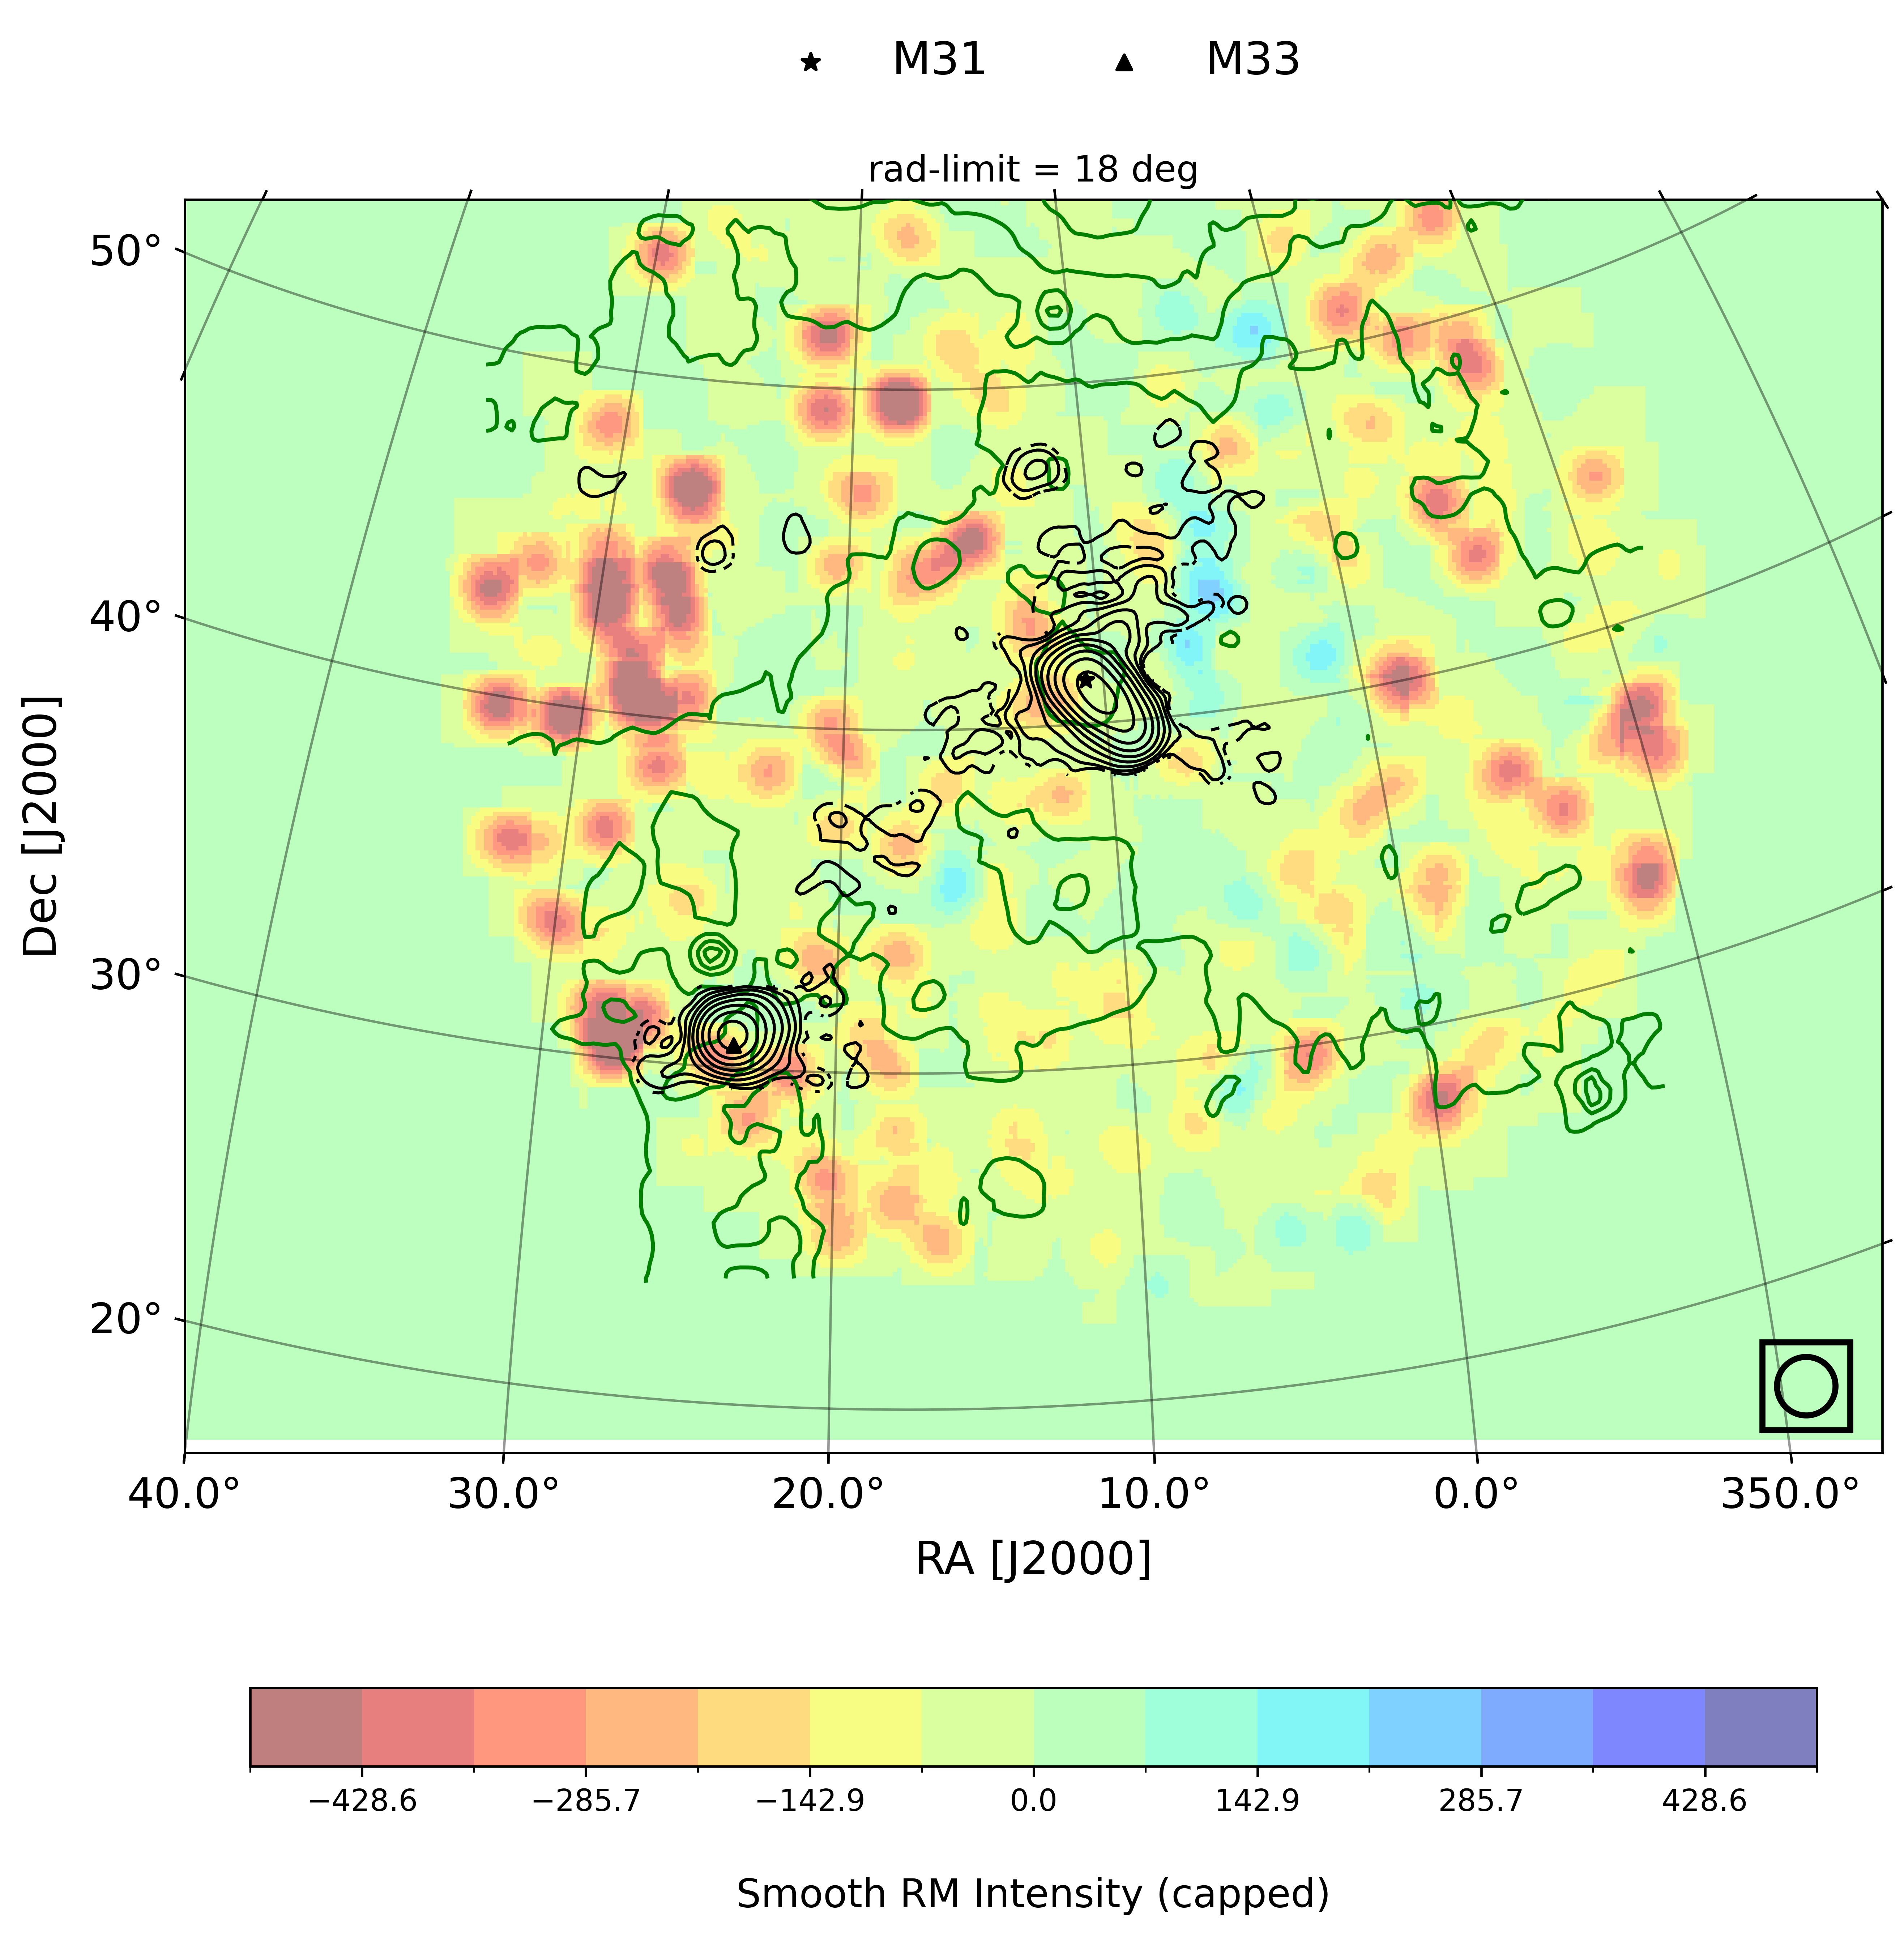 M31 M33
rad-limit = 18 deg
50°
40°
30°
20°
Dec [J2000]
40.0° 30.0° 20.0° 10.0° 0.0° 350.0°
RA [J2000]
−428.6 −285.7 −142.9 0.0 142.9 285.7 428.6
Smooth RM Intensity (capped)